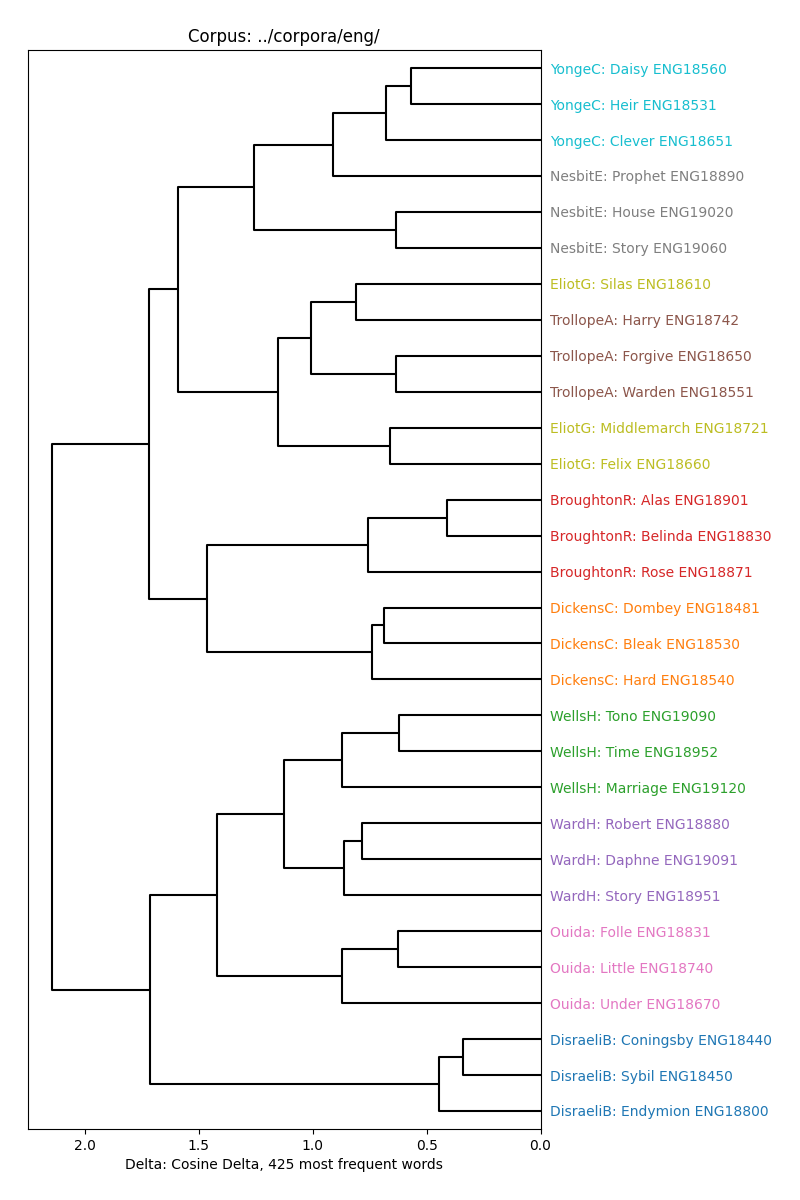 Corpus: ../corpora/eng/
YongeC: Daisy ENG18560
YongeC: Heir ENG18531
YongeC: Clever ENG18651
NesbitE: Prophet ENG18890
NesbitE: House ENG19020
NesbitE: Story ENG19060
EliotG: Silas ENG18610
TrollopeA: Harry ENG18742
TrollopeA: Forgive ENG18650
TrollopeA: Warden ENG18551
EliotG: Middlemarch ENG18721
EliotG: Felix ENG18660
BroughtonR: Alas ENG18901
BroughtonR: Belinda ENG18830
BroughtonR: Rose ENG18871
DickensC: Dombey ENG18481
DickensC: Bleak ENG18530
DickensC: Hard ENG18540
WellsH: Tono ENG19090
WellsH: Time ENG18952
WellsH: Marriage ENG19120
WardH: Robert ENG18880
WardH: Daphne ENG19091
WardH: Story ENG18951
Ouida: Folle ENG18831
Ouida: Little ENG18740
Ouida: Under ENG18670
DisraeliB: Coningsby ENG18440
DisraeliB: Sybil ENG18450
DisraeliB: Endymion ENG18800
2.0 1.5 1.0 0.5 0.0
Delta: Cosine Delta, 425 most frequent words